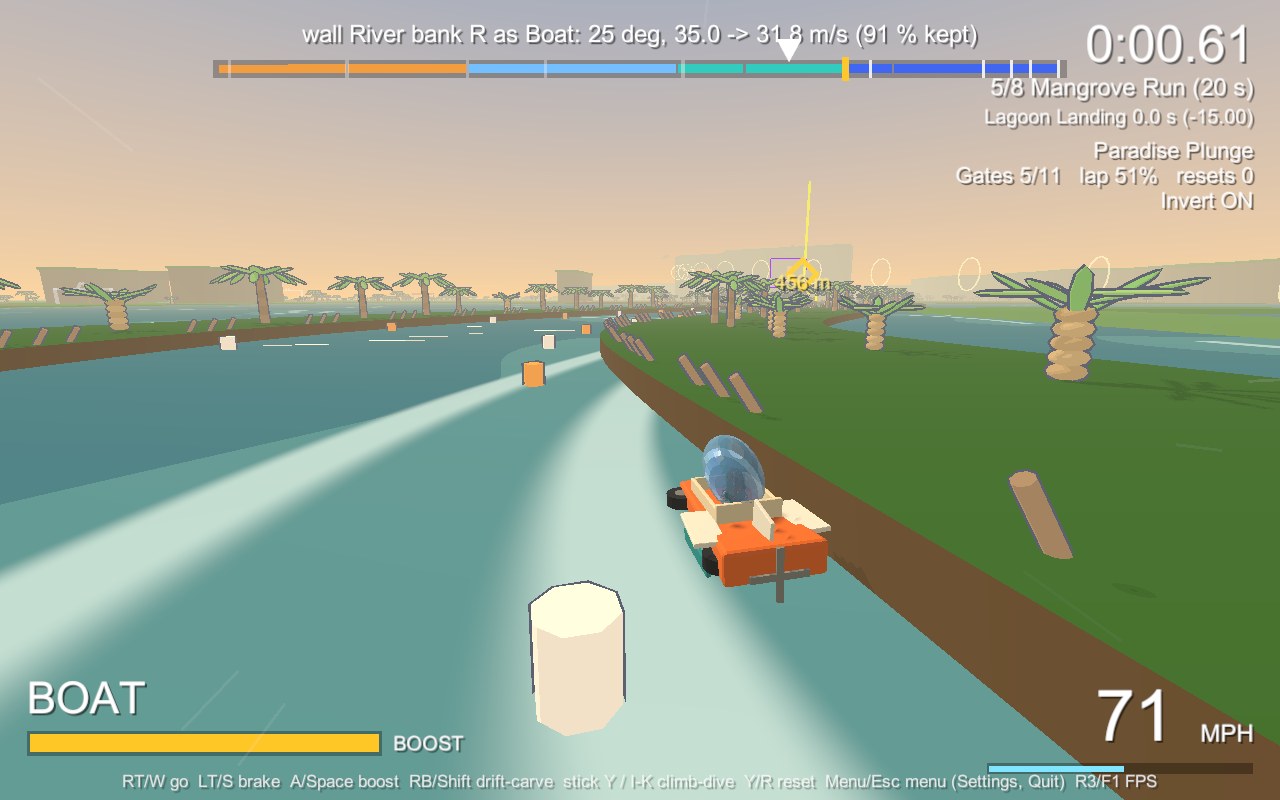 wall River bank R as Boat: 25 deg, 35.0 -> 31.8 m/s (91 % kept)
0:00.61
5/8 Mangrove Run (20 s)
Lagoon Landing 0.0 s (-15.00)
Paradise Plunge
Gates 5/11 lap 51% resets 0
Invert ON
456 m
BOAT
BOOST
71 MPH
RT/W go LT/S brake A/Space boost RB/Shift drift-carve stick Y / I-K climb-dive Y/R reset Menu/Esc menu (Settings, Quit) R3/F1 FPS